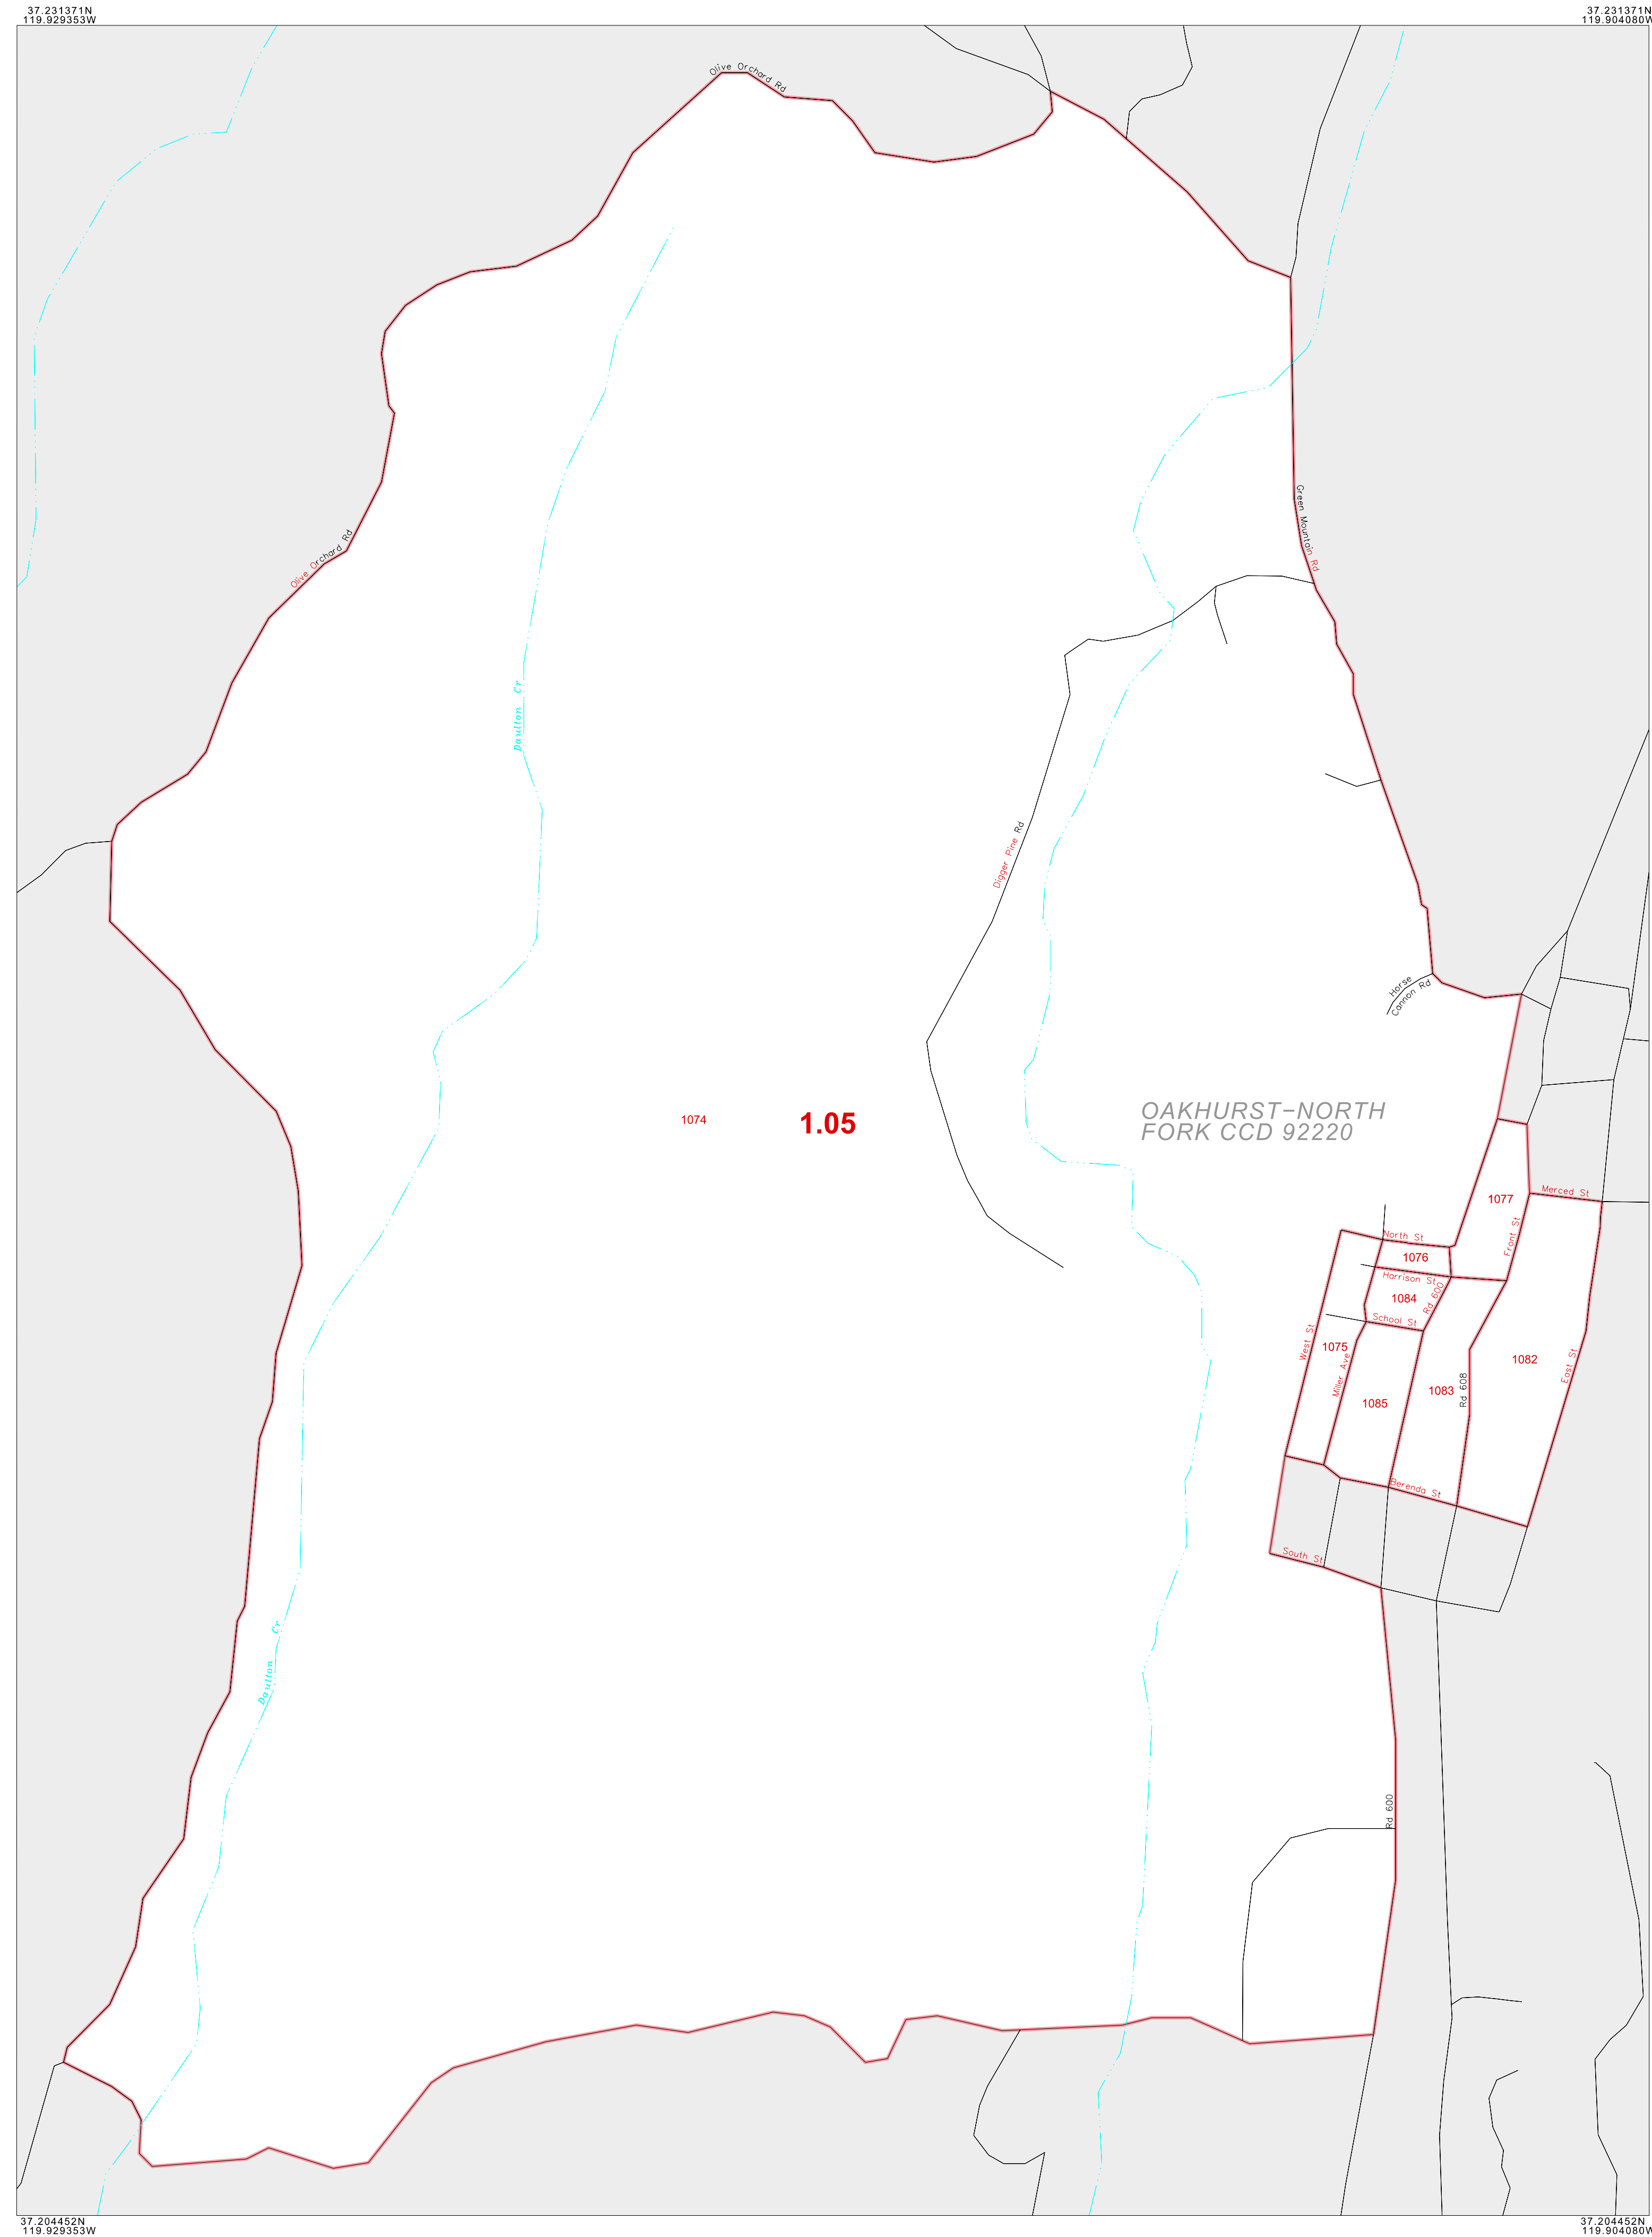 37.231371N
119.929353W
37.231371N
119.904080W
Olive Orchard Rd
Green Mountain Rd
Olive Orchard Rd
Daulton Cr
Digger Pine Rd
Horse
Cannon Rd
1074
1.05
OAKHURST-NORTH
FORK CCD 92220
Merced St
1077
Front St
North St
1076
Harrison St
Rd 600
1084
School St
West St
1075
Miller Ave
1082
East St
1083
Rd 608
1085
Berenda St
South St
Daulton Cr
Rd 600
37.204452N
119.929353W
37.204452N
119.904080W